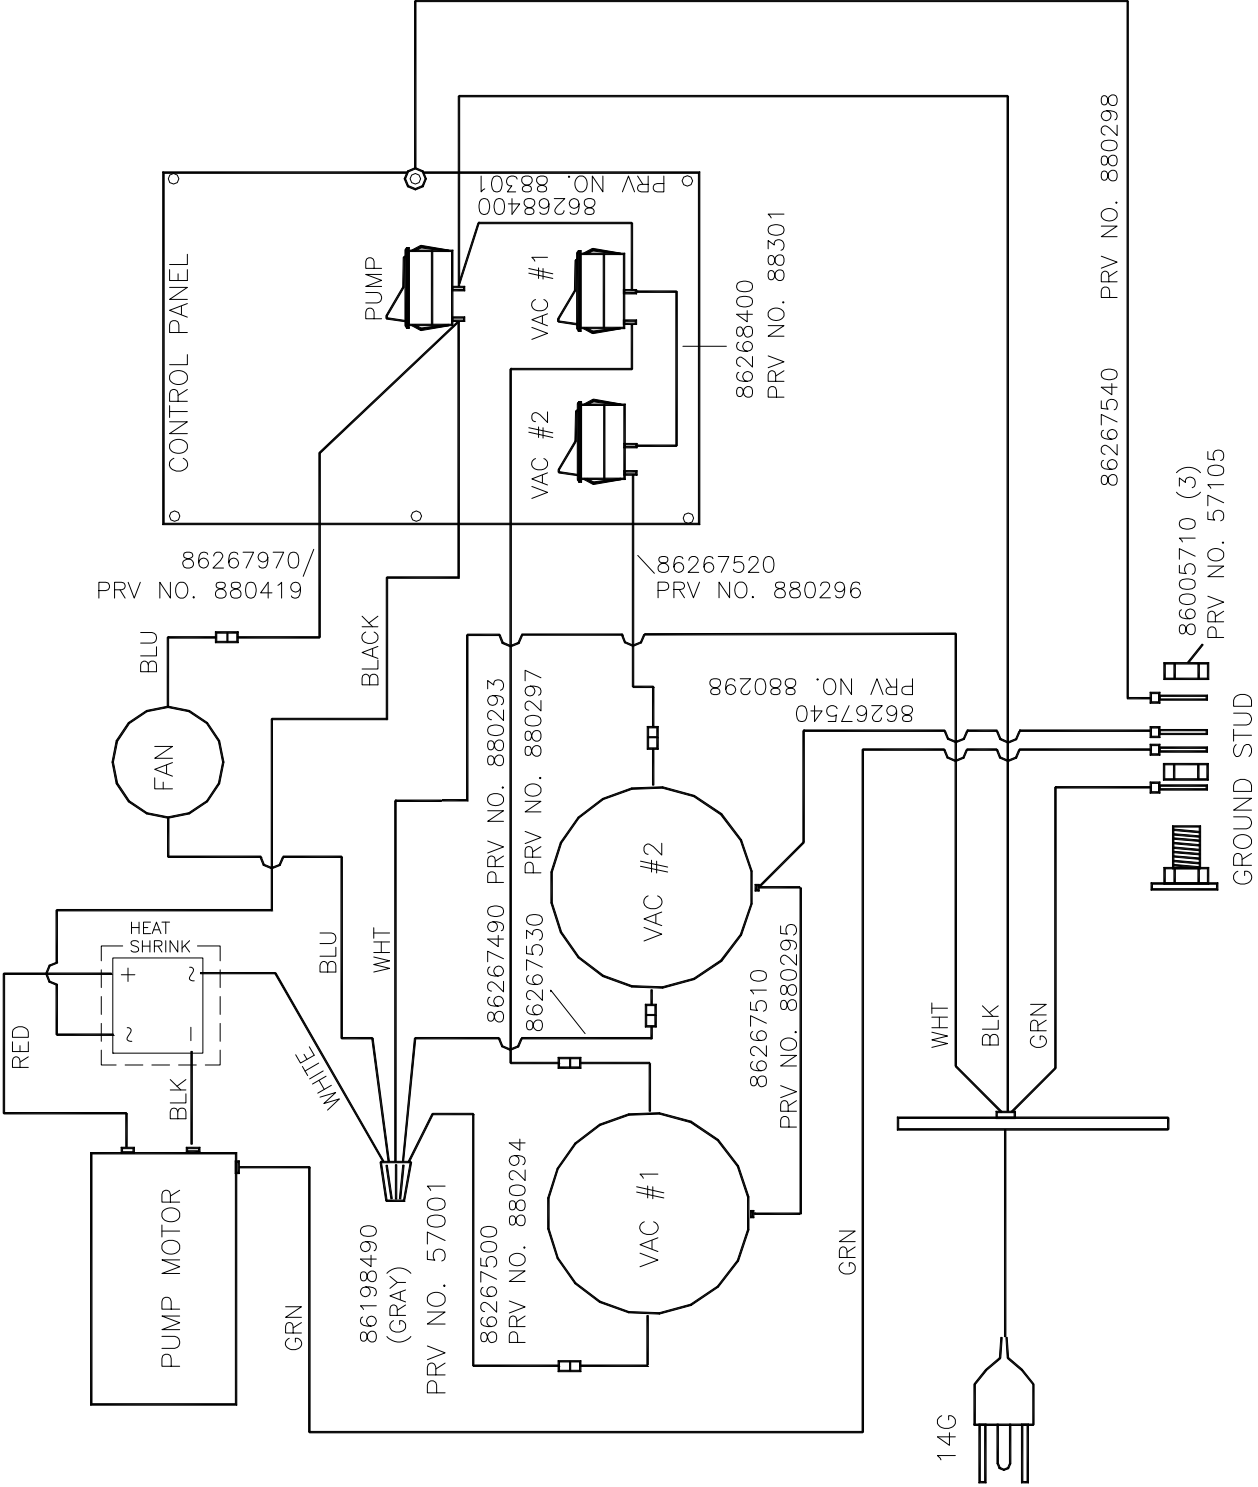 CONTROL PANEL
PUMP
VAC #1
VAC #2
86268400
PRV NO. 88301
86268400
PRV NO. 88301
86267540
PRV NO. 880298
86267970
PRV NO. 880419
86267520
PRV NO. 880296
86005710 (3)
PRV NO. 57105
GROUND STUD
BLU
BLACK
FAN
86267490 PRV NO. 880293
86267530 PRV NO. 880297
86267540
PRV NO. 880298
VAC #2
HEAT
SHRINK
+
~
~
-
RED
BLK
WHITE
BLU
WHT
86267510
PRV NO. 880295
WHT
BLK
GRN
PUMP MOTOR
GRN
86198490
(GRAY)
PRV NO. 57001
86267500
PRV NO. 880294
VAC #1
GRN
14G